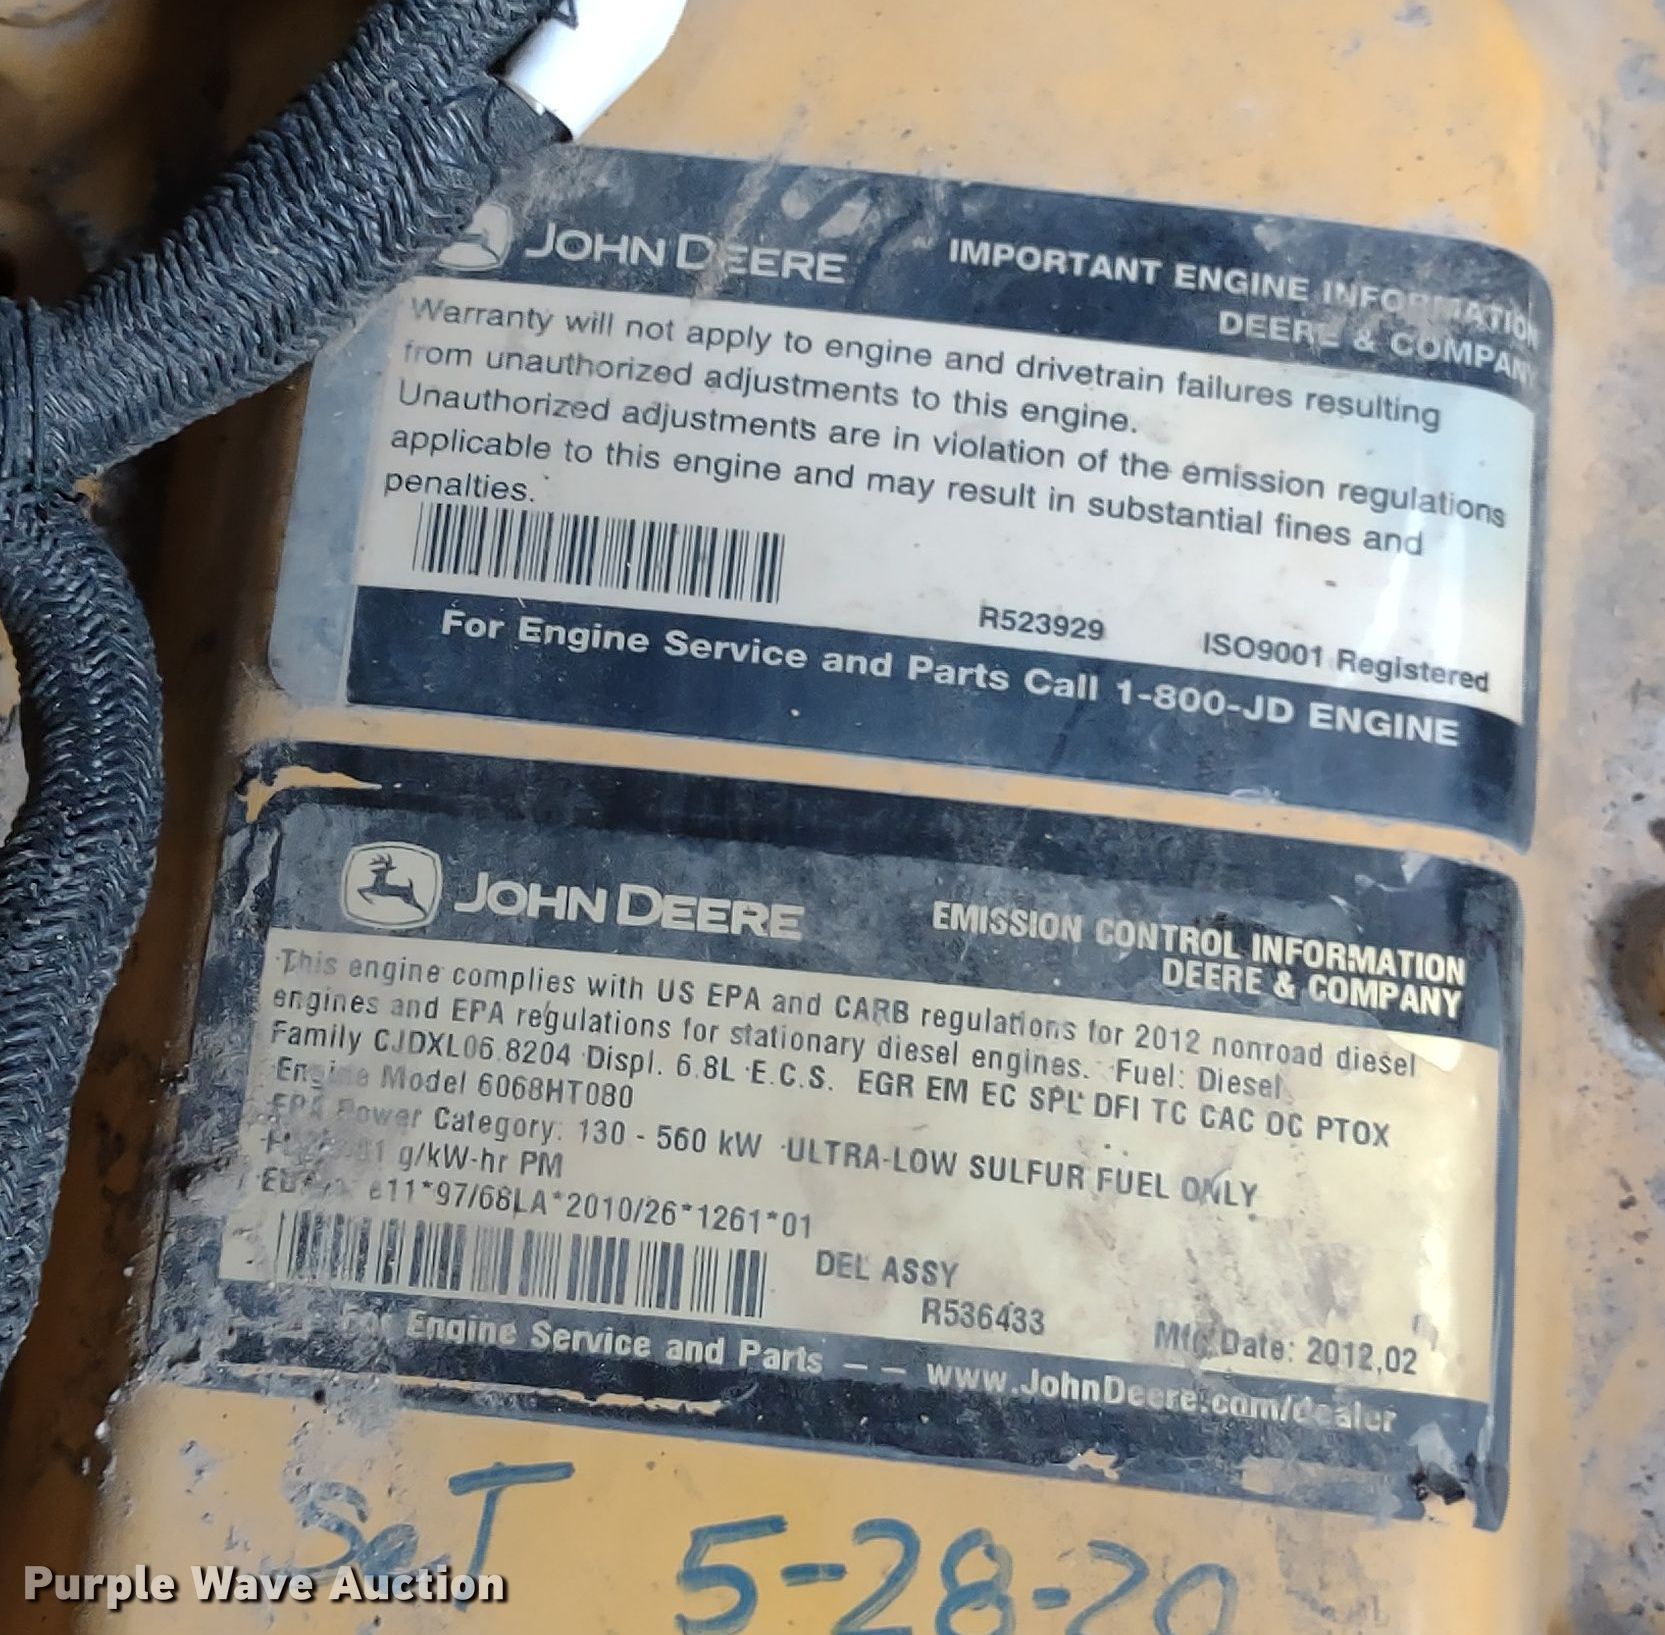 JOHN DEERE
IMPORTANT ENGINE INFORMATION
DEERE & COMPANY
Warranty will not apply to engine and drivetrain failures resulting
from unauthorized adjustments to this engine.
Unauthorized adjustments are in violation of the emission regulations
applicable to this engine and may result in substantial fines and
penalties.
R523929 ISO9001 Registered
For Engine Service and Parts Call 1-800-JD ENGINE
JOHN DEERE
EMISSION CONTROL INFORMATION
DEERE & COMPANY
This engine complies with US EPA and CARB regulations for 2012 nonroad diesel
engines and EPA regulations for stationary diesel engines. Fuel: Diesel
Family CJDXL06.8204 Displ. 6.8L E.C.S. EGR EM EC SPL DFI TC CAC OC PTOX
Engine Model 6068HT080
EPA Power Category: 130 - 560 kW ULTRA-LOW SULFUR FUEL ONLY
g/kW-hr PM
e11*97/68LA*2010/26*1261*01
DEL ASSY
R536433 Mfg Date: 2012,02
For Engine Service and Parts – – www.JohnDeere.com/dealer
SeT 5-28-20
Purple Wave Auction